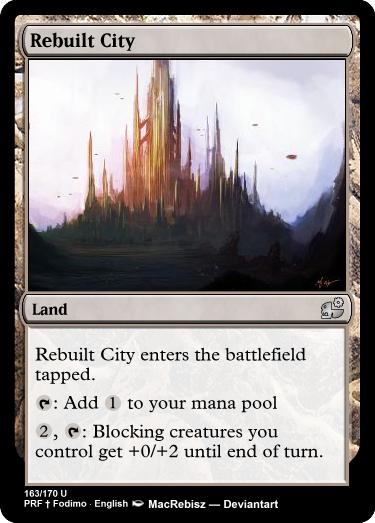 Rebuilt City
Land
Rebuilt City enters the battlefield
tapped.
: Add 1 to your mana pool
2, : Blocking creatures you
control get +0/+2 until end of turn.
163/170 U
PRF † Fodimo · English MacRebisz — Deviantart